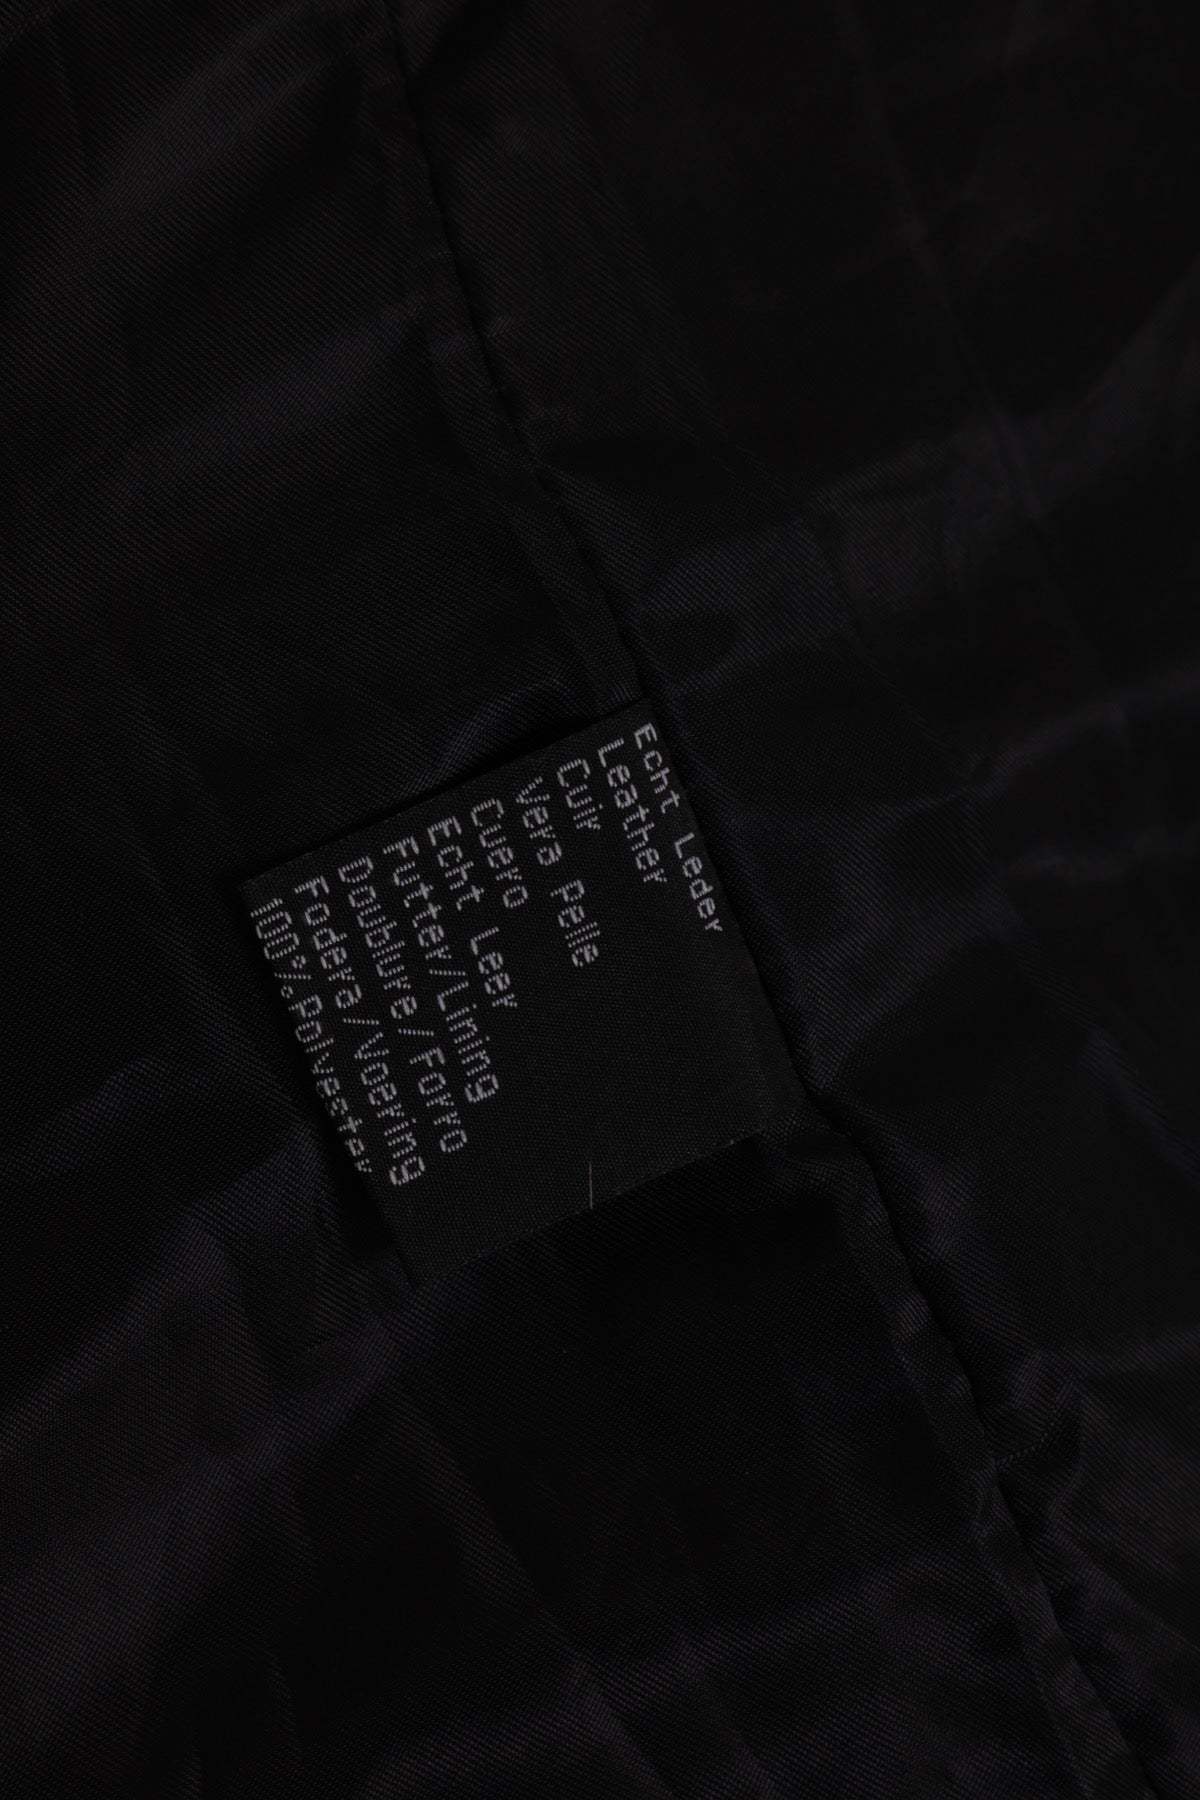 Echt Leder
Leather
Cuir
Vera Pelle
Cuero
Echt Leer
Futter/Lining
Doublure/Forro
Fodera/Voering
100% Polyester